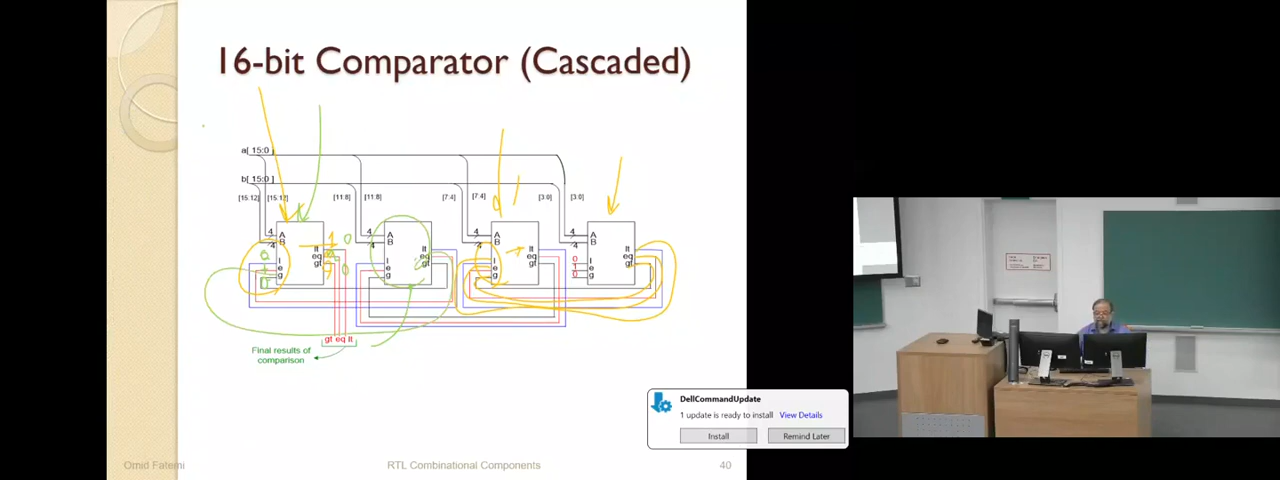 16-bit Comparator (Cascaded)
a[ 15:0 ]
b[ 15:0 ]
[15:12] [15:12] [11:8] [11:8] [7:4] [7:4] [3:0] [3:0]
4 4 4 4
A A A A
B B B B
4 4 4 4
lt lt lt lt
eq eq eq eq
gt gt gt gt
l l l l
e e e e
g g g g
0
1
0
gt eq lt
Final results of
comparison
DellCommandUpdate
1 update is ready to install View Details
Install Remind Later
Omid Fatemi RTL Combinational Components 40